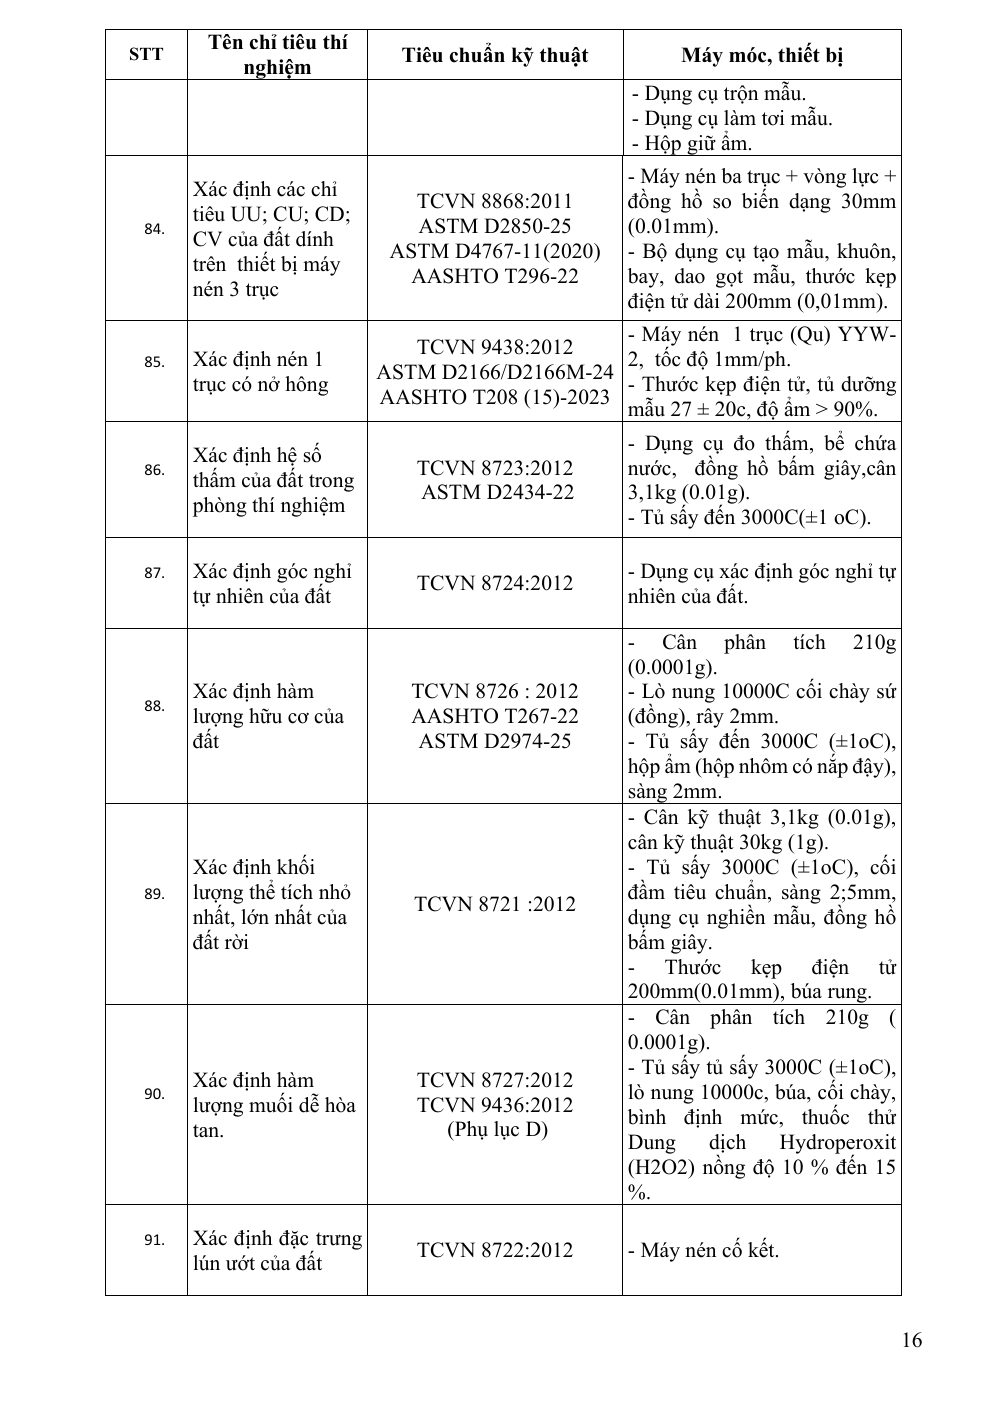 STT
Tên chỉ tiêu thí
nghiệm
Tiêu chuẩn kỹ thuật
Máy móc, thiết bị
- Dụng cụ trộn mẫu.
- Dụng cụ làm tơi mẫu.
- Hộp giữ ẩm.
84.
Xác định các chỉ
tiêu UU; CU; CD;
CV của đất dính
trên  thiết bị máy
nén 3 trục
TCVN 8868:2011
ASTM D2850-25
ASTM D4767-11(2020)
AASHTO T296-22
- Máy nén ba trục + vòng lực +
đồng hồ so biến dạng 30mm
(0.01mm).
- Bộ dụng cụ tạo mẫu, khuôn,
bay, dao gọt mẫu, thước kẹp
điện tử dài 200mm (0,01mm).
85.
Xác định nén 1
trục có nở hông
TCVN 9438:2012
ASTM D2166/D2166M-24
AASHTO T208 (15)-2023
- Máy nén  1 trục (Qu) YYW-
2,  tốc độ 1mm/ph.
- Thước kẹp điện tử, tủ dưỡng
mẫu 27 ± 20c, độ ẩm > 90%.
86.
Xác định hệ số
thấm của đất trong
phòng thí nghiệm
TCVN 8723:2012
ASTM D2434-22
- Dụng cụ đo thấm, bể chứa
nước,  đồng hồ bấm giây,cân
3,1kg (0.01g).
- Tủ sấy đến 3000C(±1 oC).
87.
Xác định góc nghỉ
tự nhiên của đất
TCVN 8724:2012
- Dụng cụ xác định góc nghỉ tự
nhiên của đất.
88.
Xác định hàm
lượng hữu cơ của
đất
TCVN 8726 : 2012
AASHTO T267-22
ASTM D2974-25
- Cân phân tích 210g
(0.0001g).
- Lò nung 10000C cối chày sứ
(đồng), rây 2mm.
- Tủ sấy đến 3000C (±1oC),
hộp ẩm (hộp nhôm có nắp đậy),
sàng 2mm.
89.
Xác định khối
lượng thể tích nhỏ
nhất, lớn nhất của
đất rời
TCVN 8721 :2012
- Cân kỹ thuật 3,1kg (0.01g),
cân kỹ thuật 30kg (1g).
- Tủ sấy 3000C (±1oC), cối
đầm tiêu chuẩn, sàng 2;5mm,
dụng cụ nghiền mẫu, đồng hồ
bấm giây.
- Thước kẹp điện tử
200mm(0.01mm), búa rung.
90.
Xác định hàm
lượng muối dễ hòa
tan.
TCVN 8727:2012
TCVN 9436:2012
(Phụ lục D)
- Cân phân tích 210g (
0.0001g).
- Tủ sấy tủ sấy 3000C (±1oC),
lò nung 10000c, búa, cối chày,
bình định mức, thuốc thử
Dung dịch Hydroperoxit
(H2O2) nồng độ 10 % đến 15
%.
91.
Xác định đặc trưng
lún ướt của đất
TCVN 8722:2012
- Máy nén cố kết.
16